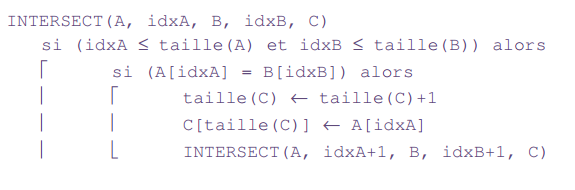 INTERSECT(A, idxA, B, idxB, C)
si (idxA ≤ taille(A) et idxB ≤ taille(B)) alors
si (A[idxA] = B[idxB]) alors
taille(C) ← taille(C)+1
C[taille(C)] ← A[idxA]
INTERSECT(A, idxA+1, B, idxB+1, C)